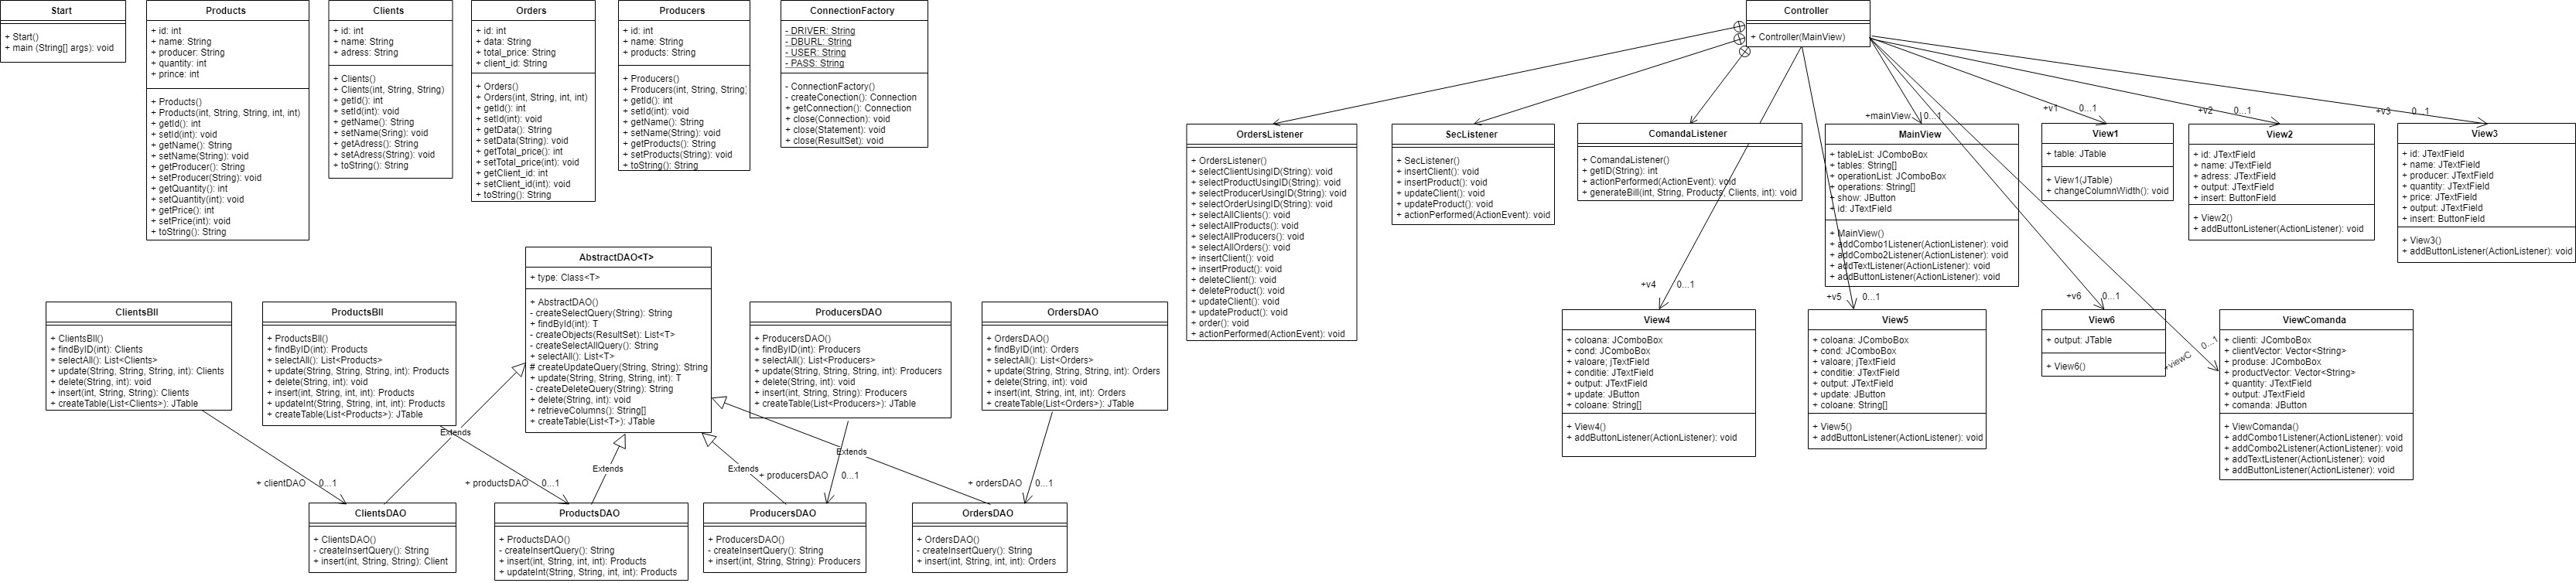 Start
+ Start()
+ main (String[] args): void
Products
+ id: int
+ name: String
+ producer: String
+ quantity: int
+ prince: int
+ Products()
+ Products(int, String, String, int, int)
+ getId(): int
+ setId(int): void
+ getName(): String
+ setName(String): void
+ getProducer(): String
+ setProducer(String): void
+ getQuantity(): int
+ setQuantity(int): void
+ getPrice(): int
+ setPrice(int): void
+ toString(): String
Clients
+ id: int
+ name: String
+ adress: String
+ Clients()
+ Clients(int, String, String)
+ getId(): int
+ setId(int): void
+ getName(): String
+ setName(Sring): void
+ getAdress(): String
+ setAdress(String): void
+ toString(): String
Orders
+ id: int
+ data: String
+ total_price: String
+ client_id: String
+ Orders()
+ Orders(int, String, int, int)
+ getId(): int
+ setId(int): void
+ getData(): String
+ setData(String): void
+ getTotal_price(): int
+ setTotal_price(int): void
+ getClient_id: int
+ setClient_id(int): void
+ toString(): String
Producers
+ id: int
+ name: String
+ products: String
+ Producers()
+ Producers(int, String, String)
+ getId(): int
+ setId(int): void
+ getName(): String
+ setName(String): void
+ getProducts(): String
+ setProducts(String): void
+ toString(): String
ConnectionFactory
- DRIVER: String
- DBURL: String
- USER: String
- PASS: String
- ConnectionFactory()
- createConection(): Connection
+ getConnection(): Connection
+ close(Connection): void
+ close(Statement): void
+ close(ResultSet): void
Controller
+ Controller(MainView)
OrdersListener
+ OrdersListener()
+ selectClientUsingID(String): void
+ selectProductUsingID(String): void
+ selectProducerUsingID(String): void
+ selectOrderUsingID(String): void
+ selectAllClients(): void
+ selectAllProducts(): void
+ selectAllProducers(): void
+ selectAllOrders(): void
+ insertClient(): void
+ insertProduct(): void
+ deleteClient(): void
+ deleteProduct(): void
+ updateClient(): void
+ updateProduct(): void
+ order(): void
+ actionPerformed(ActionEvent): void
SecListener
+ SecListener()
+ insertClient(): void
+ insertProduct(): void
+ updateClient(): void
+ updateProduct(): void
+ actionPerformed(ActionEvent): void
ComandaListener
+ ComandaListener()
+ getID(String): int
+ actionPerformed(ActionEvent): void
+ generateBill(int, String, Products, Clients, int): void
+mainView
0...1
MainView
+ tableList: JComboBox
+ tables: String[]
+ operationList: JComboBox
+ operations: String[]
+ show: JButton
+ id: JTextField
+ MainView()
+ addCombo1Listener(ActionListener): void
+ addCombo2Listener(ActionListener): void
+ addTextListener(ActionListener): void
+ addButtonListener(ActionListener): void
+v1
0...1
View1
+ table: JTable
+ View1(JTable)
+ changeColumnWidth(): void
+v2
0...1
View2
+ id: JTextField
+ name: JTextField
+ adress: JTextField
+ output: JTextField
+ insert: ButtonField
+ View2()
+ addButtonListener(ActionListener): void
+v3
0...1
View3
+ id: JTextField
+ name: JTextField
+ producer: JTextField
+ quantity: JTextField
+ price: JTextField
+ output: JTextField
+ insert: ButtonField
+ View3()
+ addButtonListener(ActionListener): void
AbstractDAO<T>
+ type: Class<T>
+ AbstractDAO()
- createSelectQuery(String): String
+ findById(int): T
- createObjects(ResultSet): List<T>
- createSelectAllQuery(): String
+ selectAll(): List<T>
# createUpdateQuery(String, String): String
+ update(String, String, String, int): T
- createDeleteQuery(String): String
+ delete(String, int): void
+ retrieveColumns(): String[]
+ createTable(List<T>): JTable
ClientsBll
+ ClientsBll()
+ findByID(int): Clients
+ selectAll(): List<Clients>
+ update(String, String, String, int): Clients
+ delete(String, int): void
+ insert(int, String, String): Clients
+ createTable(List<Clients>): JTable
ProductsBll
+ ProductsBll()
+ findByID(int): Products
+ selectAll(): List<Products>
+ update(String, String, String, int): Products
+ delete(String, int): void
+ insert(int, String, int, int): Products
+ updateInt(String, String, int, int): Products
+ createTable(List<Products>): JTable
ProducersDAO
+ ProducersDAO()
+ findByID(int): Producers
+ selectAll(): List<Producers>
+ update(String, String, String, int): Producers
+ delete(String, int): void
+ insert(int, String, String): Producers
+ createTable(List<Producers>): JTable
OrdersDAO
+ OrdersDAO()
+ findByID(int): Orders
+ selectAll(): List<Orders>
+ update(String, String, String, int): Orders
+ delete(String, int): void
+ insert(int, String, int, int): Orders
+ createTable(List<Orders>): JTable
+v4
0...1
View4
+ coloana: JComboBox
+ cond: JComboBox
+ valoare: jTextField
+ conditie: JTextField
+ output: JTextField
+ update: JButton
+ coloane: String[]
+ View4()
+ addButtonListener(ActionListener): void
+v5
0...1
View5
+ coloana: JComboBox
+ cond: JComboBox
+ valoare: jTextField
+ conditie: JTextField
+ output: JTextField
+ update: JButton
+ coloane: String[]
+ View5()
+ addButtonListener(ActionListener): void
+v6
0...1
View6
+ output: JTable
+ View6()
+viewC
0...1
ViewComanda
+ clienti: JComboBox
+ clientVector: Vector<String>
+ produse: JComboBox
+ productVector: Vector<String>
+ quantity: JTextField
+ output: JTextField
+ comanda: JButton
+ ViewComanda()
+ addCombo1Listener(ActionListener): void
+ addCombo2Listener(ActionListener): void
+ addTextListener(ActionListener): void
+ addButtonListener(ActionListener): void
Extends
Extends
Extends
Extends
+ clientDAO
0...1
+ productsDAO
0...1
+ producersDAO
0...1
+ ordersDAO
0...1
ClientsDAO
+ ClientsDAO()
- createInsertQuery(): String
+ insert(int, String, String): Client
ProductsDAO
+ ProductsDAO()
- createInsertQuery(): String
+ insert(int, String, int, int): Products
+ updateInt(String, String, int, int): Products
ProducersDAO
+ ProducersDAO()
- createInsertQuery(): String
+ insert(int, String, String): Producers
OrdersDAO
+ OrdersDAO()
- createInsertQuery(): String
+ insert(int, String, int, int): Orders